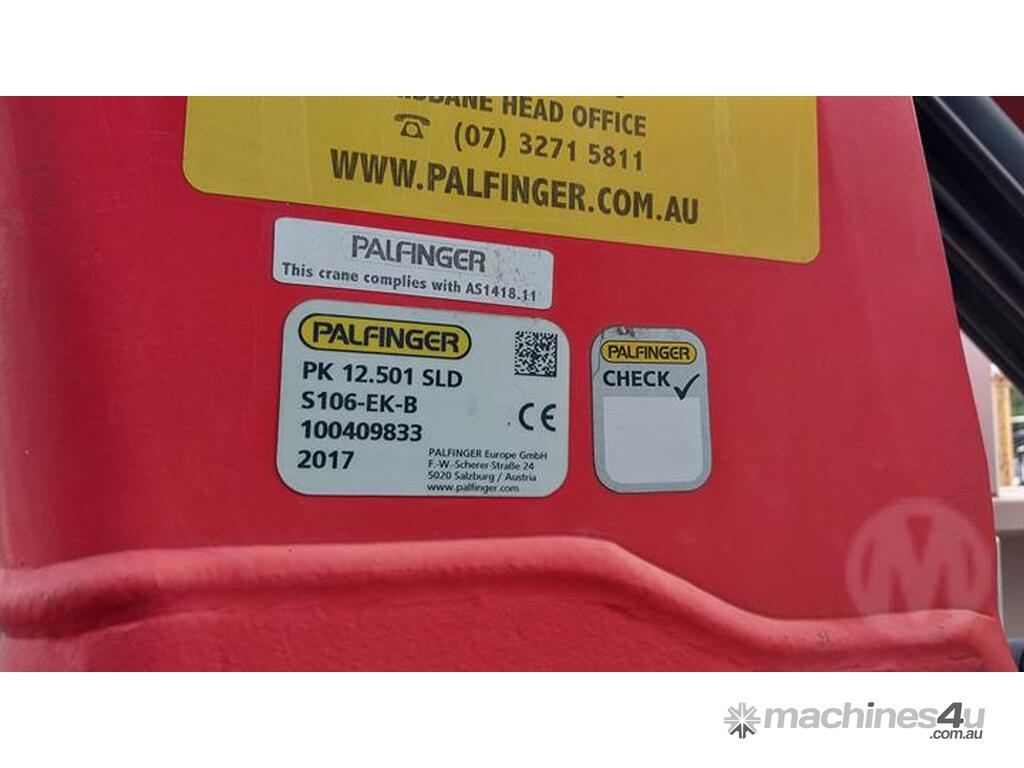 HEAD OFFICE
☎ (07) 3271 5811
WWW.PALFINGER.COM.AU
PALFINGER
This crane complies with AS1418.11
PALFINGER
PK 12.501 SLD
S106-EK-B
100409833
2017
CE
PALFINGER Europe GmbH
F.-W.-Scherer-Straße 24
5020 Salzburg / Austria
www.palfinger.com
PALFINGER
CHECK
M
machines4u
.com.au